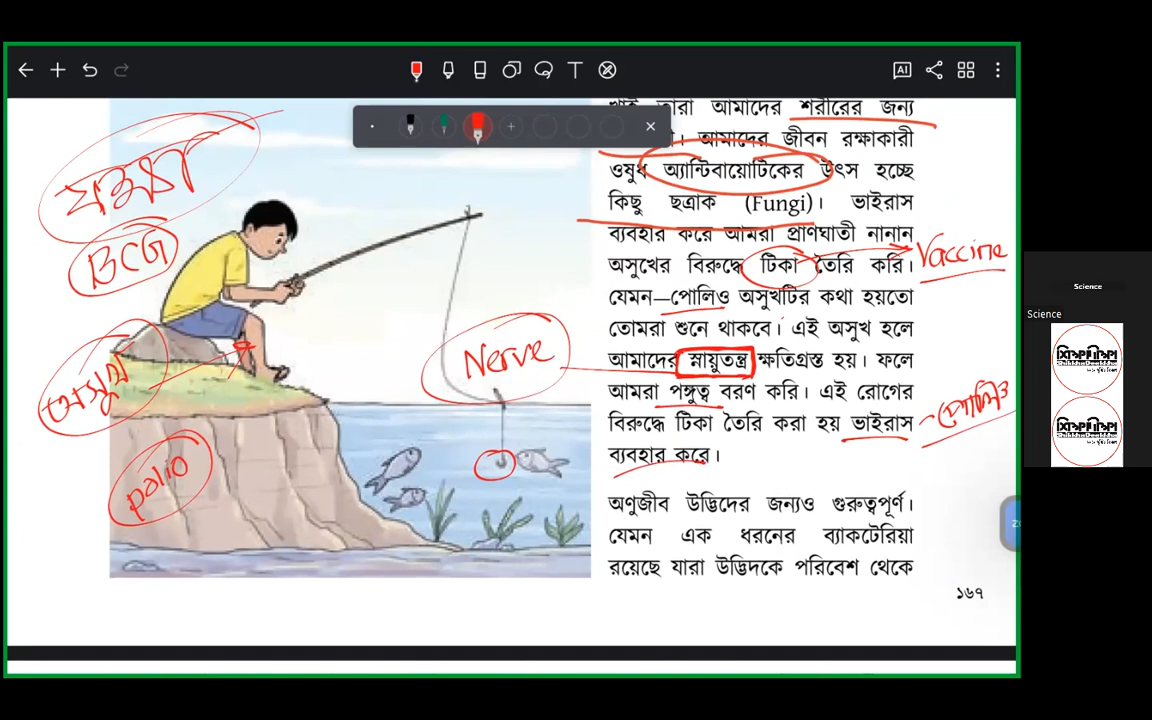 যক্ষ্মা
BCG
অসুখ
polio
Nerve
তারা আমাদের শরীরের জন্য
আমাদের জীবন রক্ষাকারী
ওষুধ অ্যান্টিবায়োটিকের উৎস হচ্ছে
কিছু ছত্রাক (Fungi)। ভাইরাস
ব্যবহার করে আমরা প্রাণঘাতী নানান
অসুখের বিরুদ্ধে টিকা তৈরি করি।
Vaccine
যেমন—পোলিও অসুখটির কথা হয়তো
তোমরা শুনে থাকবে। এই অসুখ হলে
আমাদের স্নায়ুতন্ত্র ক্ষতিগ্রস্ত হয়। ফলে
আমরা পঙ্গুত্ব বরণ করি। এই রোগের
বিরুদ্ধে টিকা তৈরি করা হয় ভাইরাস
- পোলিও
ব্যবহার করে।
অণুজীব উদ্ভিদের জন্যও গুরুত্বপূর্ণ।
যেমন এক ধরনের ব্যাকটেরিয়া
রয়েছে যারা উদ্ভিদকে পরিবেশ থেকে
১৬৭
AI
T
Science
Science